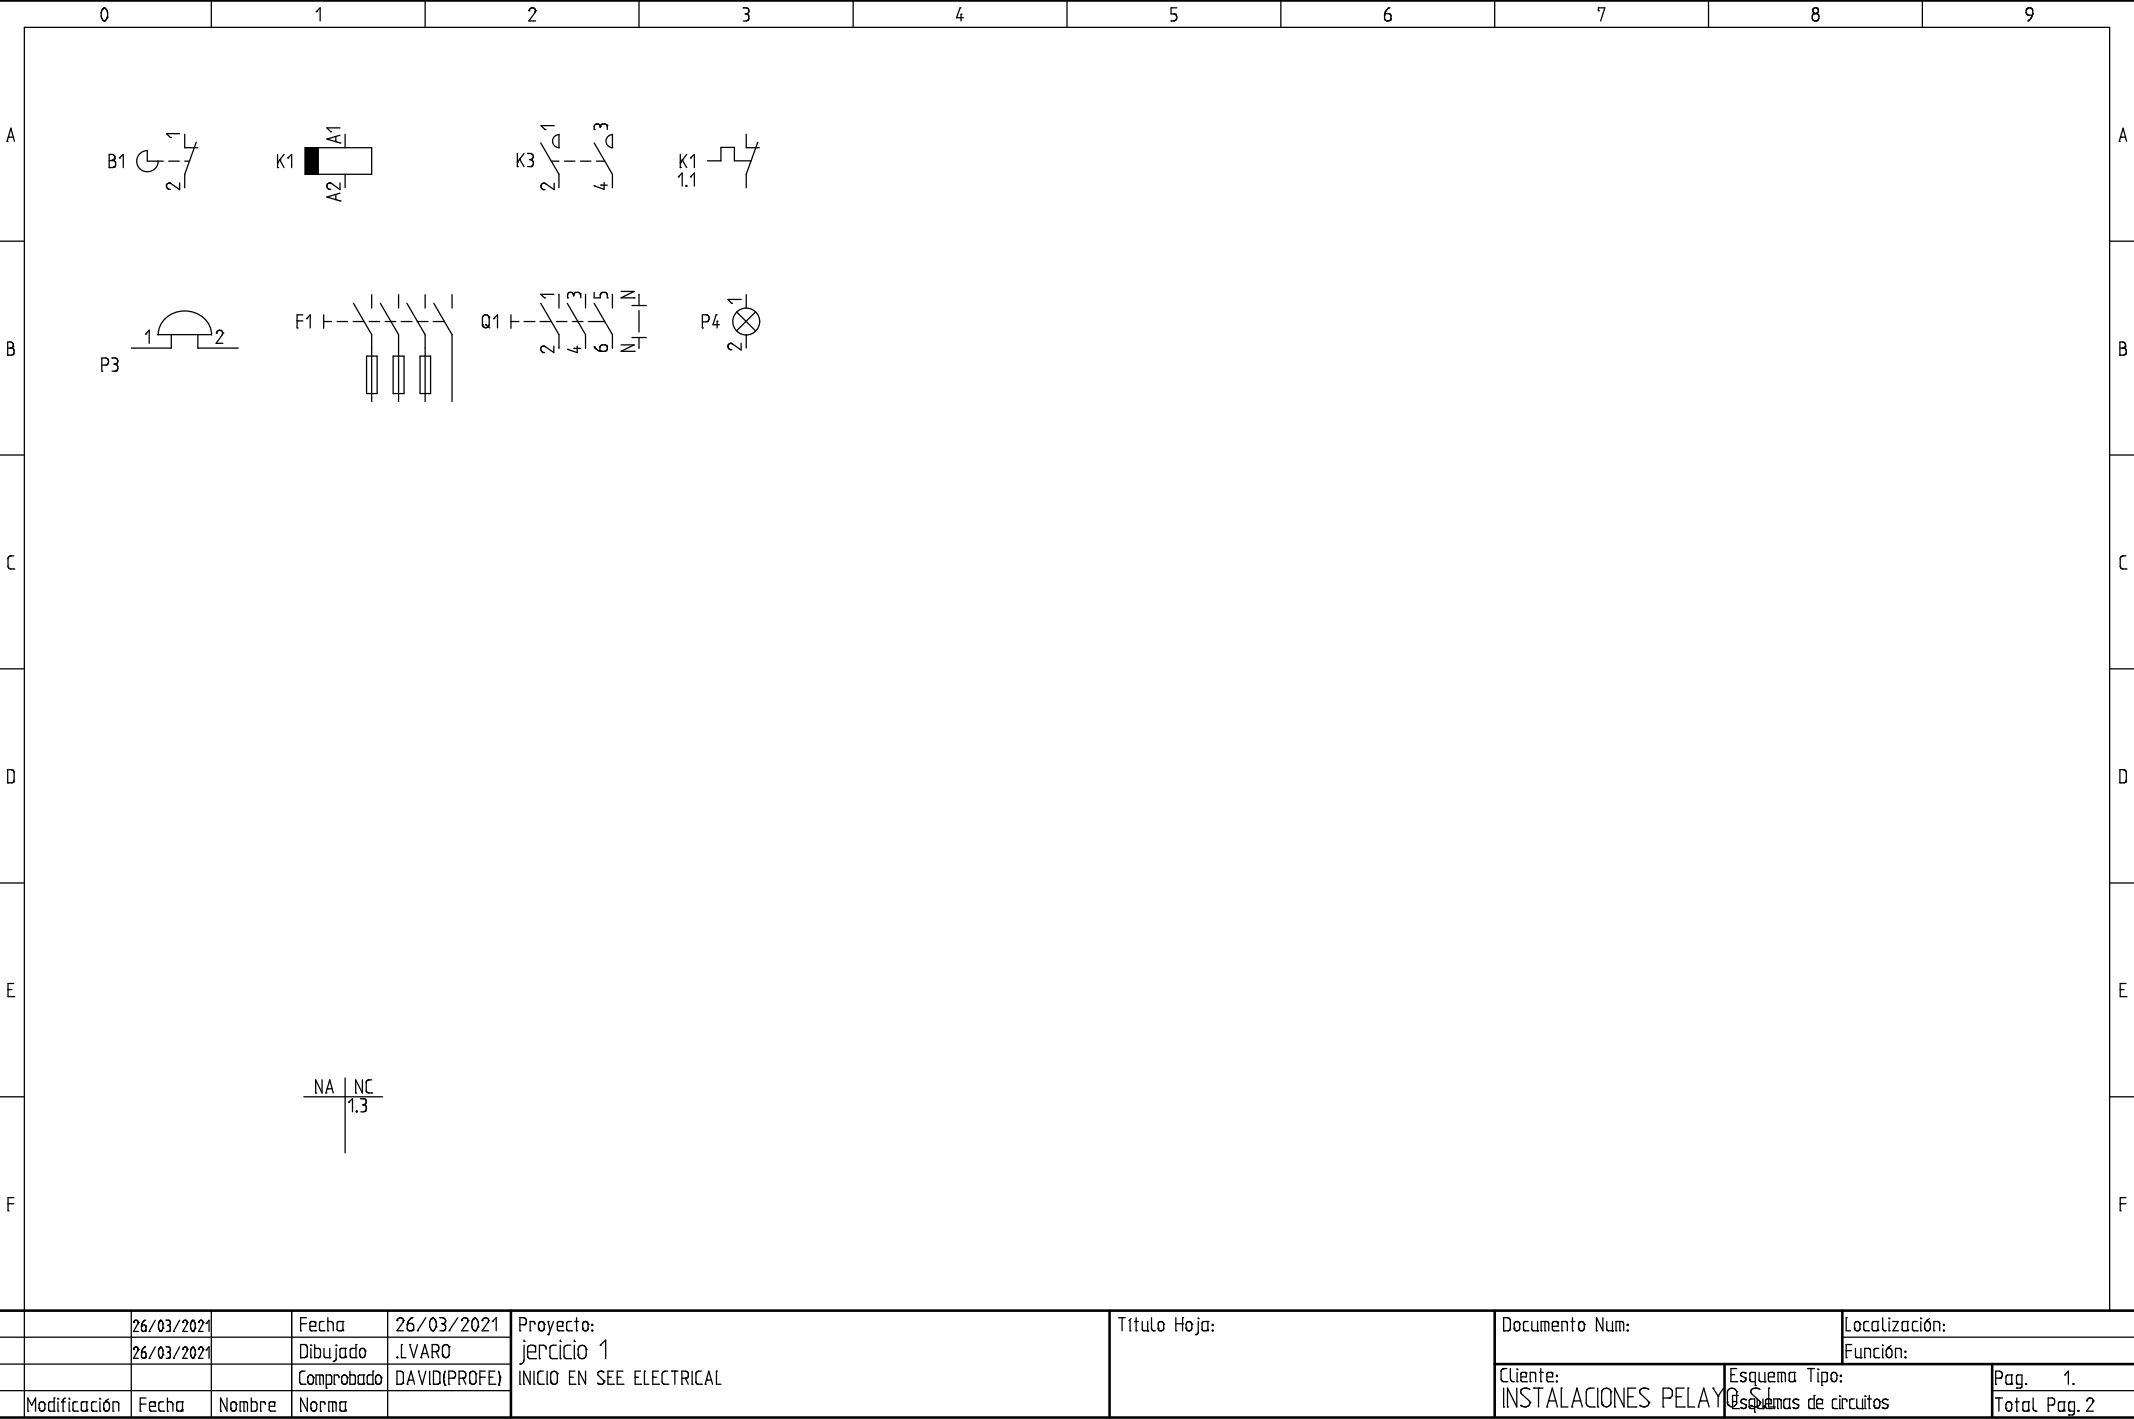 0 1 2 3 4 5 6 7 8 9
A A
1 A1 1 3
B1 K1 K3 K1
1.1
2 A2 2 4
1 3 5 N 1
F1 Q1 P4
1 2
B B
2 4 6 N 2
P3
C C
D D
E E
NA NC
1.3
F F
26/03/2021 Fecha 26/03/2021 Proyecto: Título Hoja: Documento Num: Localización:
26/03/2021 Dibujado .LVARO jercicio 1 Función:
Comprobado DAVID(PROFE) INICIO EN SEE ELECTRICAL Cliente: Esquema Tipo: Pag. 1.
INSTALACIONES PELAYO S.L.
Modificación Fecha Nombre Norma Esquemas de circuitos Total Pag. 2